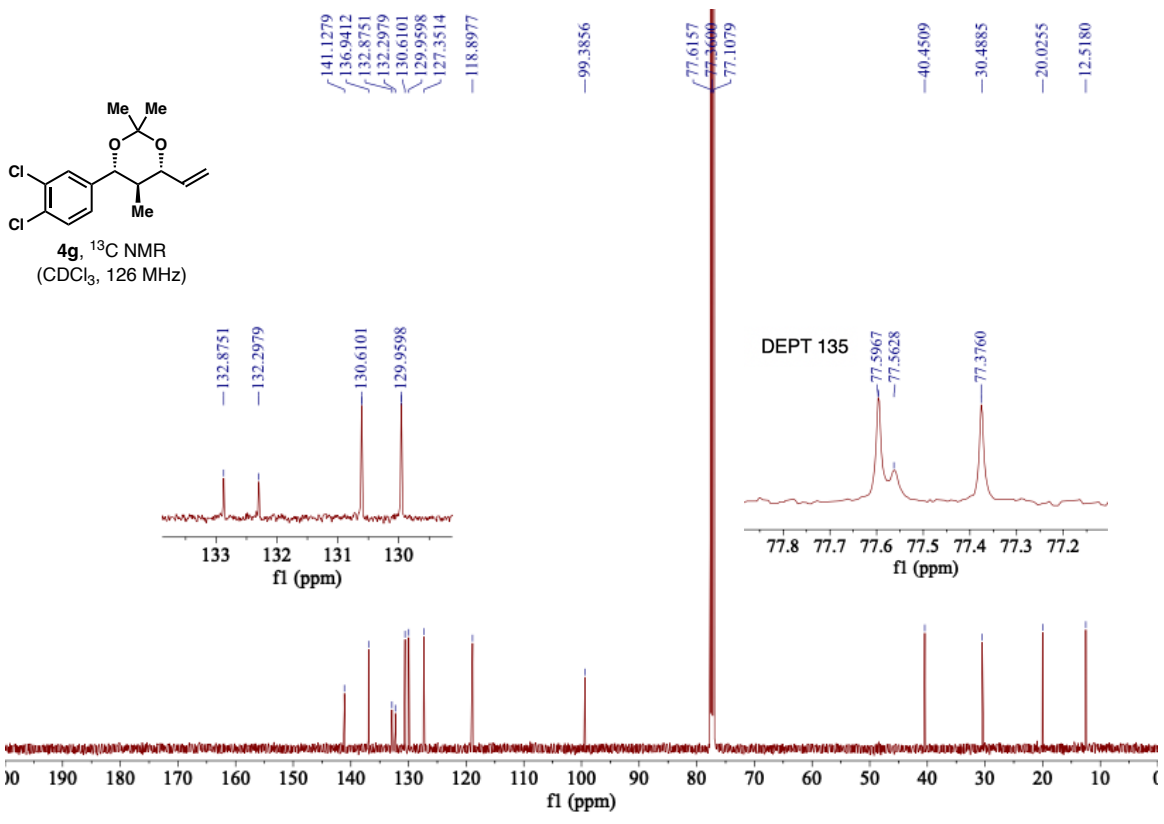 141.1279
136.9412
132.8751
132.2979
130.6101
129.9598
127.3514
118.8977
99.3856
77.6157
77.3600
77.1079
40.4509
30.4885
20.0255
12.5180
Me Me
O O
Cl
Cl
Me
4g, ¹³C NMR
(CDCl₃, 126 MHz)
132.8751
132.2979
130.6101
129.9598
133 132 131 130
f1 (ppm)
DEPT 135
77.5967
77.5628
77.3760
77.8 77.7 77.6 77.5 77.4 77.3 77.2
f1 (ppm)
190 180 170 160 150 140 130 120 110 100 90 80 70 60 50 40 30 20 10
f1 (ppm)